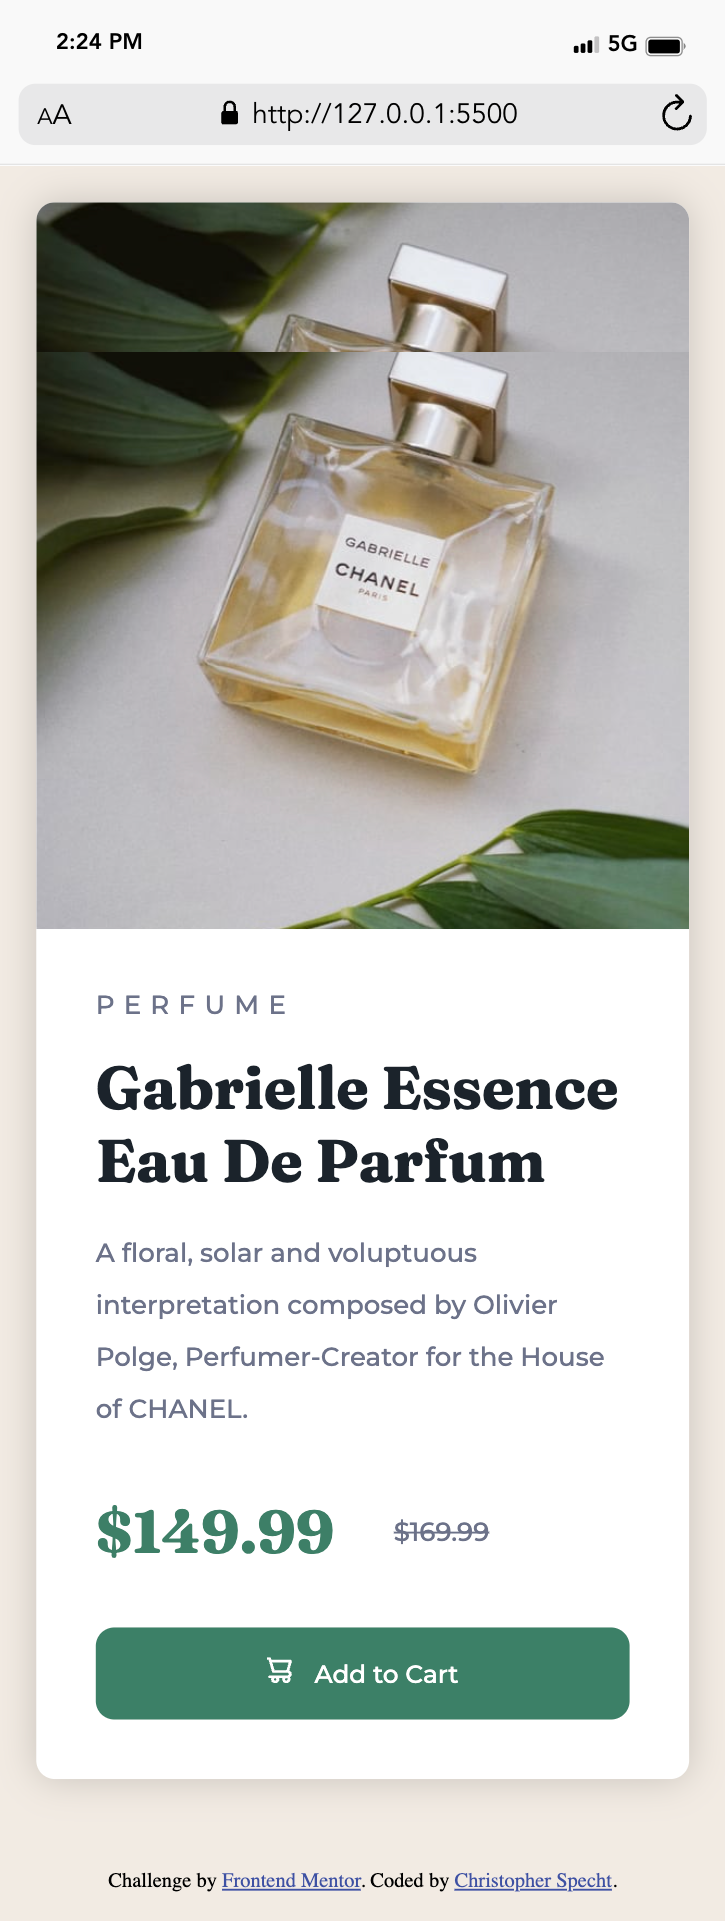 2:24 PM
5G
AA
http://127.0.0.1:5500
GABRIELLE
CHANEL
PARIS
PERFUME
Gabrielle Essence
Eau De Parfum
A floral, solar and voluptuous
interpretation composed by Olivier
Polge, Perfumer-Creator for the House
of CHANEL.
$149.99 $169.99
Add to Cart
Challenge by Frontend Mentor. Coded by Christopher Specht.